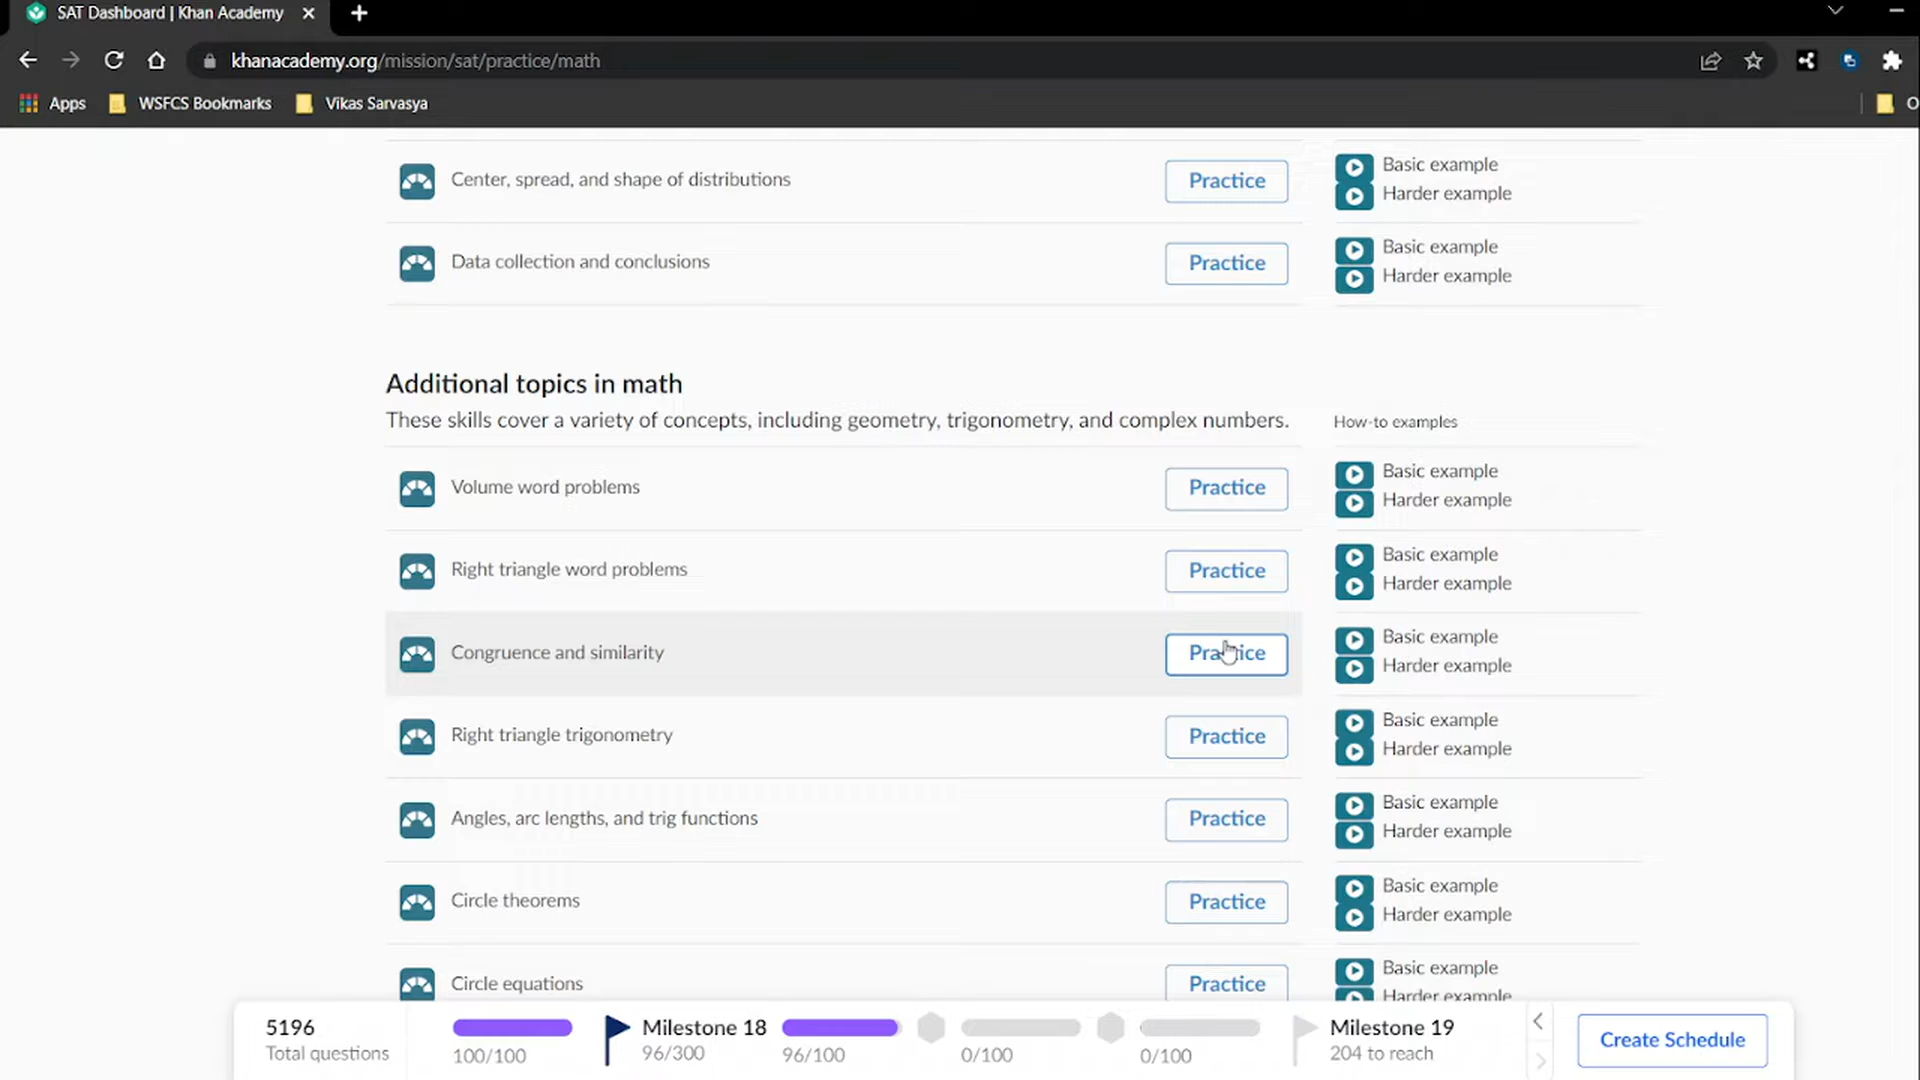 SAT Dashboard | Khan Academy
khanacademy.org/mission/sat/practice/math
Apps
WSFCS Bookmarks
Vikas Sarvasya
O
Center, spread, and shape of distributions
Practice
Basic example
Harder example
Data collection and conclusions
Practice
Basic example
Harder example
Additional topics in math
These skills cover a variety of concepts, including geometry, trigonometry, and complex numbers.
How-to examples
Volume word problems
Practice
Basic example
Harder example
Right triangle word problems
Practice
Basic example
Harder example
Congruence and similarity
Practice
Basic example
Harder example
Right triangle trigonometry
Practice
Basic example
Harder example
Angles, arc lengths, and trig functions
Practice
Basic example
Harder example
Circle theorems
Practice
Basic example
Harder example
Circle equations
Practice
Basic example
Harder example
5196
Total questions
100/100
Milestone 18
96/300
96/100
0/100
0/100
Milestone 19
204 to reach
Create Schedule